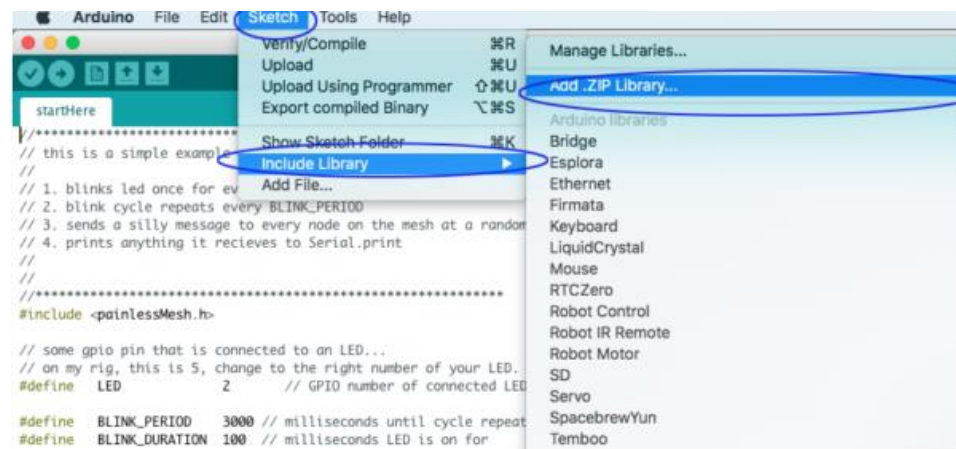 Arduino File Edit Sketch Tools Help
Verify/Compile ⌘R
Upload ⌘U
Upload Using Programmer ⇧⌘U
Export compiled Binary ⌥⌘S
Show Sketch Folder ⌘K
Include Library ▶
Add File...
Manage Libraries...
Add .ZIP Library...
Arduino libraries
Bridge
Esplora
Ethernet
Firmata
Keyboard
LiquidCrystal
Mouse
RTCZero
Robot Control
Robot IR Remote
Robot Motor
SD
Servo
SpacebrewYun
Temboo
startHere
//**************************
// this is a simple example
//
// 1. blinks led once for ev
// 2. blink cycle repeats every BLINK_PERIOD
// 3. sends a silly message to every node on the mesh at a random
// 4. prints anything it recieves to Serial.print
//
//
//************************************************************
#include <painlessMesh.h>
// some gpio pin that is connected to an LED...
// on my rig, this is 5, change to the right number of your LED.
#define LED 2 // GPIO number of connected LED
#define BLINK_PERIOD 3000 // milliseconds until cycle repeat
#define BLINK_DURATION 100 // milliseconds LED is on for